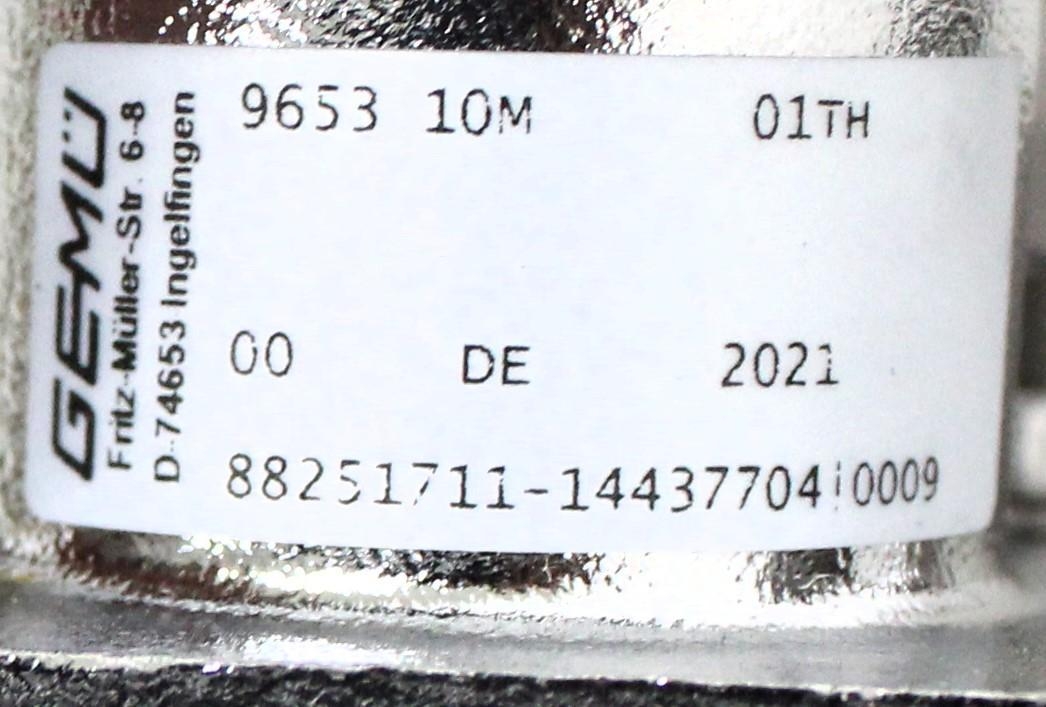 GEMÜ
Fritz-Müller-Str. 6-8
D-74653 Ingelfingen
9653 10M 01TH
00 DE 2021
88251711-14437704¦0009